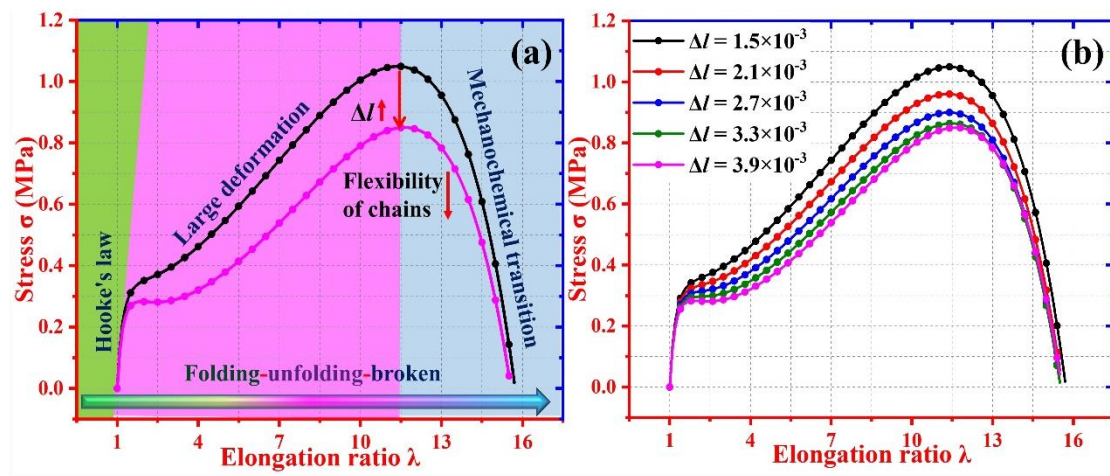 (a)
1.2
1.0
0.8
0.6
0.4
0.2
0.0
Stress σ (MPa)
Hooke's law
Large deformation
Δl
Flexibility
of chains
Mechanochemical transition
Folding-unfolding-broken
1 4 7 10 13 16
Elongation ratio λ
(b)
1.2
1.0
0.8
0.6
0.4
0.2
0.0
Stress σ (MPa)
Δl = 1.5×10⁻³
Δl = 2.1×10⁻³
Δl = 2.7×10⁻³
Δl = 3.3×10⁻³
Δl = 3.9×10⁻³
1 4 7 10 13 16
Elongation ratio λ